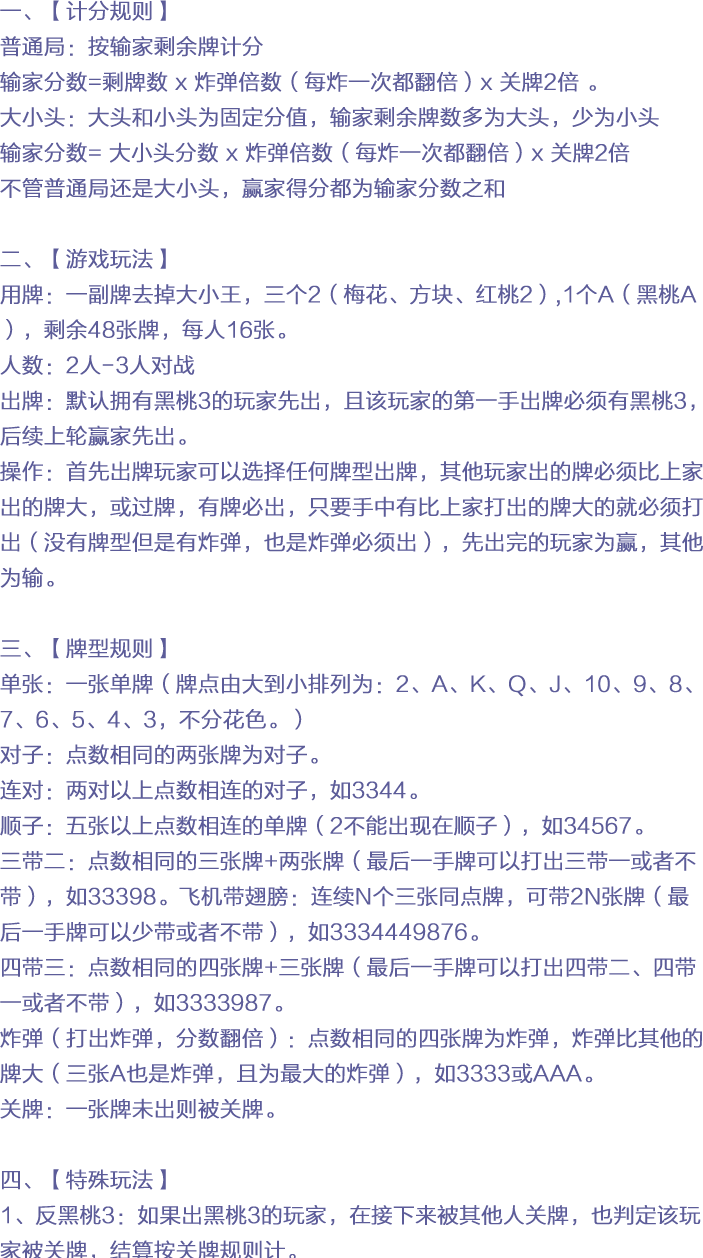 一、【计分规则】
普通局：按输家剩余牌计分
输家分数=剩牌数 x 炸弹倍数（每炸一次都翻倍）x 关牌2倍 。
大小头：大头和小头为固定分值，输家剩余牌数多为大头，少为小头
输家分数= 大小头分数 x 炸弹倍数（每炸一次都翻倍）x 关牌2倍
不管普通局还是大小头，赢家得分都为输家分数之和
二、【游戏玩法】
用牌：一副牌去掉大小王，三个2（梅花、方块、红桃2）,1个A（黑桃A
），剩余48张牌，每人16张。
人数：2人-3人对战
出牌：默认拥有黑桃3的玩家先出，且该玩家的第一手出牌必须有黑桃3，
后续上轮赢家先出。
操作：首先出牌玩家可以选择任何牌型出牌，其他玩家出的牌必须比上家
出的牌大，或过牌，有牌必出，只要手中有比上家打出的牌大的就必须打
出（没有牌型但是有炸弹，也是炸弹必须出），先出完的玩家为赢，其他
为输。
三、【牌型规则】
单张：一张单牌（牌点由大到小排列为：2、A、K、Q、J、10、9、8、
7、6、5、4、3，不分花色。）
对子：点数相同的两张牌为对子。
连对：两对以上点数相连的对子，如3344。
顺子：五张以上点数相连的单牌（2不能出现在顺子），如34567。
三带二：点数相同的三张牌+两张牌（最后一手牌可以打出三带一或者不
带），如33398。飞机带翅膀：连续N个三张同点牌，可带2N张牌（最
后一手牌可以少带或者不带），如3334449876。
四带三：点数相同的四张牌+三张牌（最后一手牌可以打出四带二、四带
一或者不带），如3333987。
炸弹（打出炸弹，分数翻倍）：点数相同的四张牌为炸弹，炸弹比其他的
牌大（三张A也是炸弹，且为最大的炸弹），如3333或AAA。
关牌：一张牌未出则被关牌。
四、【特殊玩法】
1、反黑桃3：如果出黑桃3的玩家，在接下来被其他人关牌，也判定该玩
家被关牌，结算按关牌规则计。